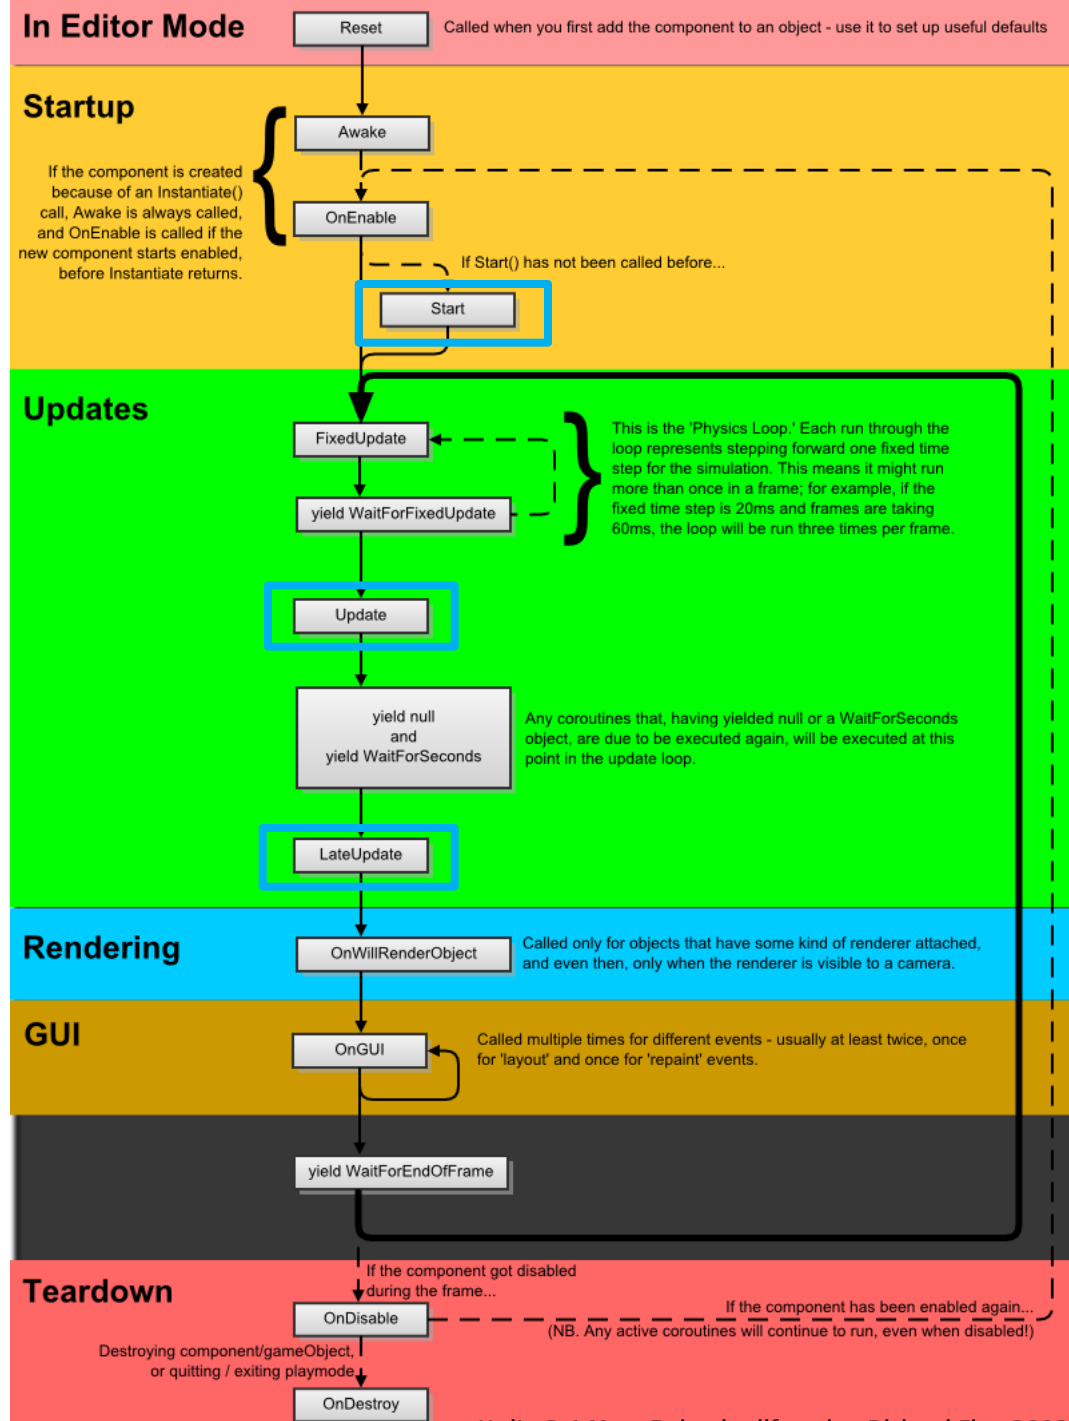 In Editor Mode
Reset
Called when you first add the component to an object - use it to set up useful defaults
Startup
Awake
If the component is created
because of an Instantiate()
call, Awake is always called,
and OnEnable is called if the
new component starts enabled,
before Instantiate returns.
OnEnable
If Start() has not been called before...
Start
Updates
FixedUpdate
This is the 'Physics Loop.' Each run through the
loop represents stepping forward one fixed time
step for the simulation. This means it might run
more than once in a frame; for example, if the
fixed time step is 20ms and frames are taking
60ms, the loop will be run three times per frame.
yield WaitForFixedUpdate
Update
yield null
and
yield WaitForSeconds
Any coroutines that, having yielded null or a WaitForSeconds
object, are due to be executed again, will be executed at this
point in the update loop.
LateUpdate
Rendering
OnWillRenderObject
Called only for objects that have some kind of renderer attached,
and even then, only when the renderer is visible to a camera.
GUI
OnGUI
Called multiple times for different events - usually at least twice, once
for 'layout' and once for 'repaint' events.
yield WaitForEndOfFrame
Teardown
If the component got disabled
during the frame...
OnDisable
If the component has been enabled again...
(NB. Any active coroutines will continue to run, even when disabled!)
Destroying component/gameObject,
or quitting / exiting playmode
OnDestroy